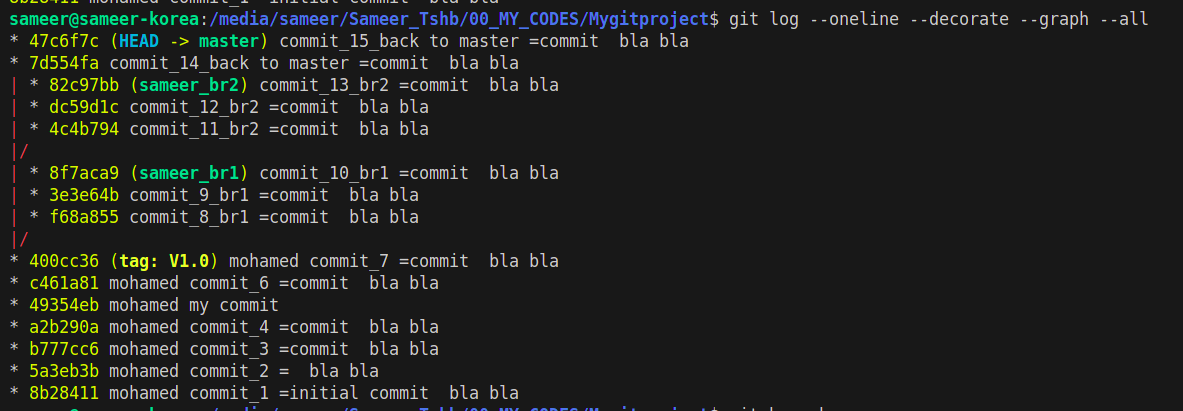 sameer@sameer-korea:/media/sameer/Sameer_Tshb/00_MY_CODES/Mygitproject$ git log --oneline --decorate --graph --all
* 47c6f7c (HEAD -> master) commit_15_back to master =commit  bla bla
* 7d554fa commit_14_back to master =commit  bla bla
| * 82c97bb (sameer_br2) commit_13_br2 =commit  bla bla
| * dc59d1c commit_12_br2 =commit  bla bla
| * 4c4b794 commit_11_br2 =commit  bla bla
|/
| * 8f7aca9 (sameer_br1) commit_10_br1 =commit  bla bla
| * 3e3e64b commit_9_br1 =commit  bla bla
| * f68a855 commit_8_br1 =commit  bla bla
|/
* 400cc36 (tag: V1.0) mohamed commit_7 =commit  bla bla
* c461a81 mohamed commit_6 =commit  bla bla
* 49354eb mohamed my commit
* a2b290a mohamed commit_4 =commit  bla bla
* b777cc6 mohamed commit_3 =commit  bla bla
* 5a3eb3b mohamed commit_2 =  bla bla
* 8b28411 mohamed commit_1 =initial commit  bla bla